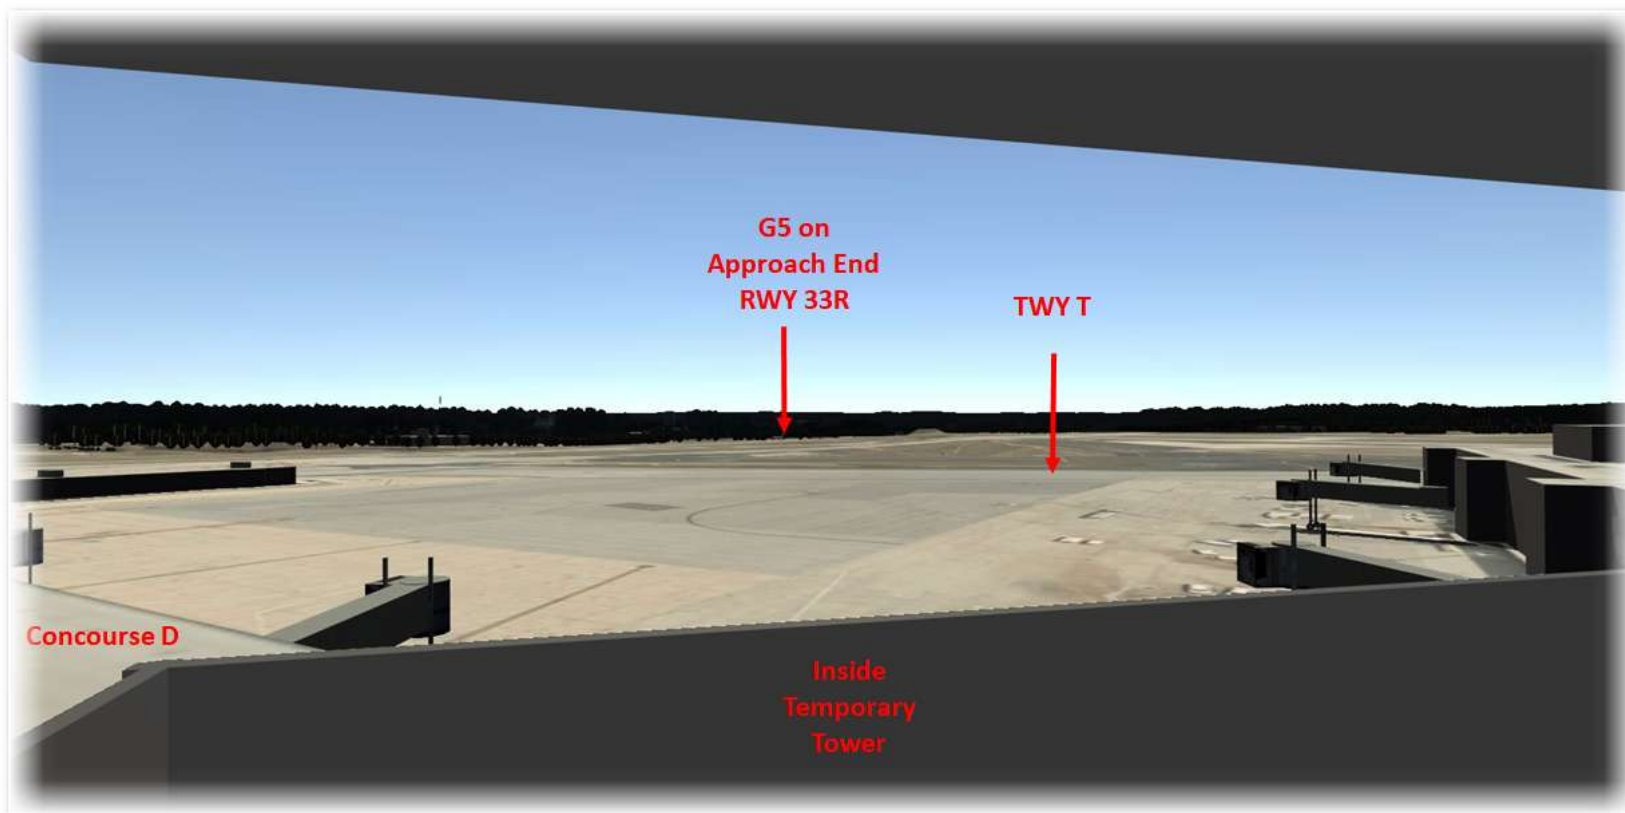 G5 on
Approach End
RWY 33R
TWY T
Concourse D
Inside
Temporary
Tower